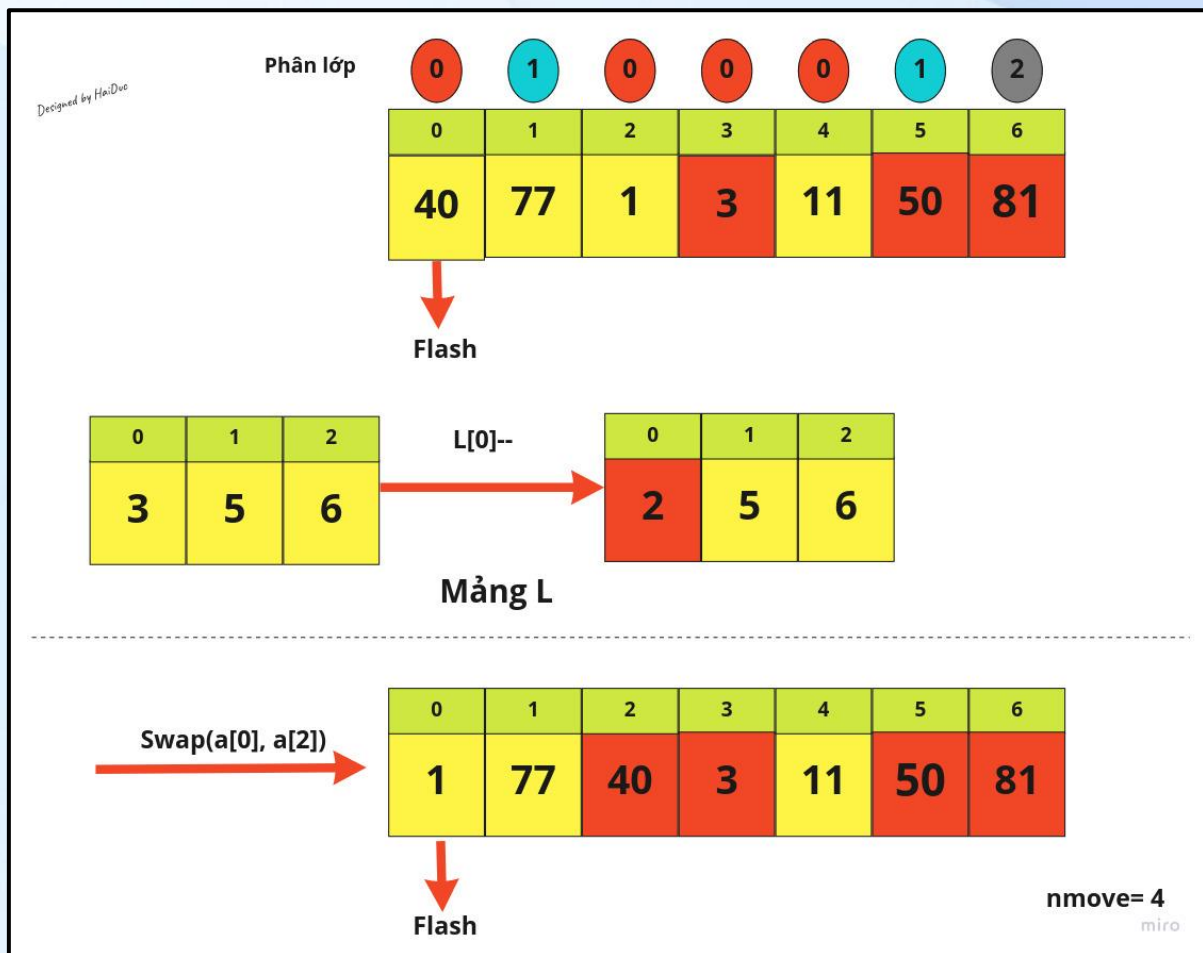 Phân lớp 0 1 0 0 0 1 2
Designed by HaiDuc
0 1 2 3 4 5 6
40 77 1 3 11 50 81
Flash
0 1 2
3 5 6
L[0]--
0 1 2
2 5 6
Mảng L
Swap(a[0], a[2])
0 1 2 3 4 5 6
1 77 40 3 11 50 81
Flash
nmove= 4
miro